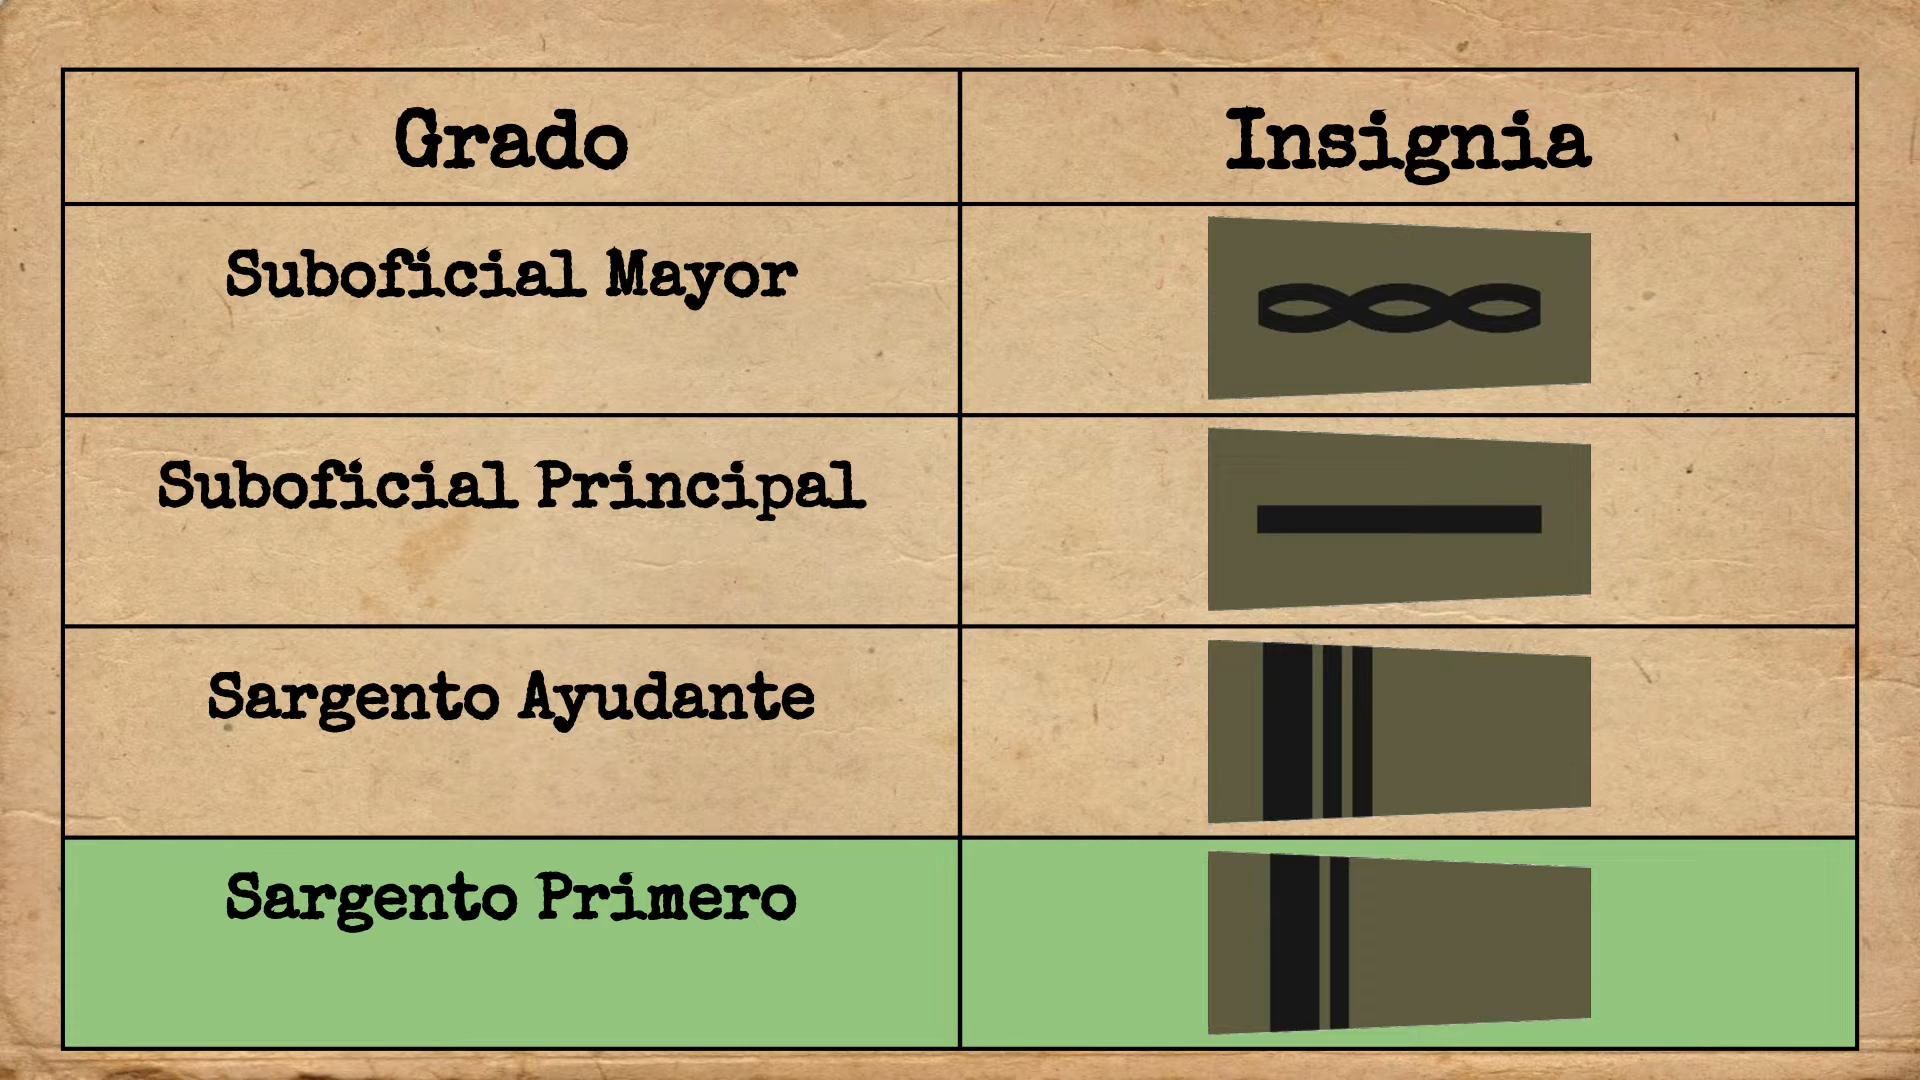 Grado
Insignia
Suboficial Mayor
Suboficial Principal
Sargento Ayudante
Sargento Primero